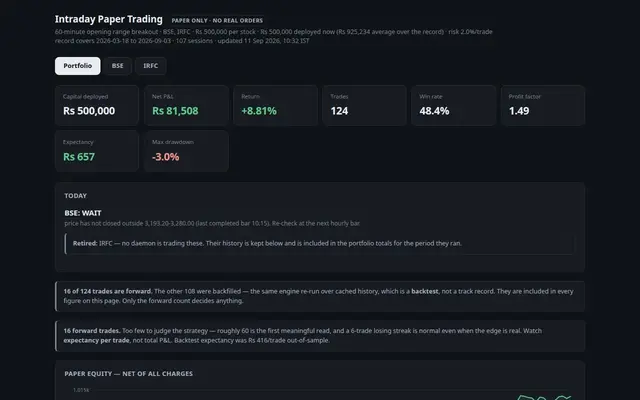 Intraday Paper Trading PAPER ONLY · NO REAL ORDERS
60-minute opening range breakout · BSE, IRFC · Rs 500,000 per stock · Rs 500,000 deployed now (Rs 925,234 average over the record) · risk 2.0%/trade
record covers 2026-03-18 to 2026-09-03 · 107 sessions · updated 11 Sep 2026, 10:32 IST
Portfolio BSE IRFC
Capital deployed Net P&L Return Trades Win rate Profit factor
Rs 500,000 Rs 81,508 +8.81% 124 48.4% 1.49
Expectancy Max drawdown
Rs 657 -3.0%
TODAY
BSE: WAIT
price has not closed outside 3,193.20-3,280.00 (last completed bar 10:15). Re-check at the next hourly bar.
Retired: IRFC — no daemon is trading these. Their history is kept below and is included in the portfolio totals for the period they ran.
16 of 124 trades are forward. The other 108 were backfilled — the same engine re-run over cached history, which is a backtest, not a track record. They are included in every
figure on this page. Only the forward count decides anything.
16 forward trades. Too few to judge the strategy — roughly 60 is the first meaningful read, and a 6-trade losing streak is normal even when the edge is real. Watch
expectancy per trade, not total P&L. Backtest expectancy was Rs 416/trade out-of-sample.
PAPER EQUITY — NET OF ALL CHARGES
1,015k